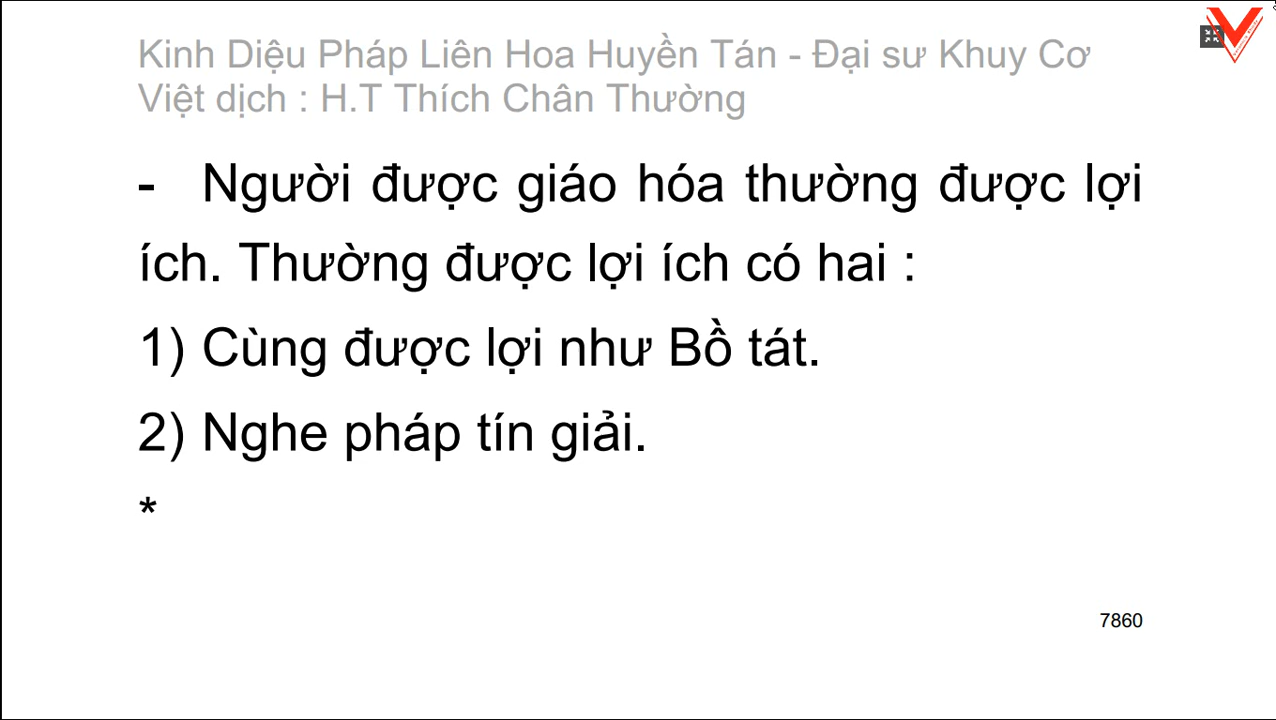 Kinh Diệu Pháp Liên Hoa Huyền Tán - Đại sư Khuy Cơ
Việt dịch : H.T Thích Chân Thường
- Người được giáo hóa thường được lợi
ích. Thường được lợi ích có hai :
1) Cùng được lợi như Bồ tát.
2) Nghe pháp tín giải.
*
7860